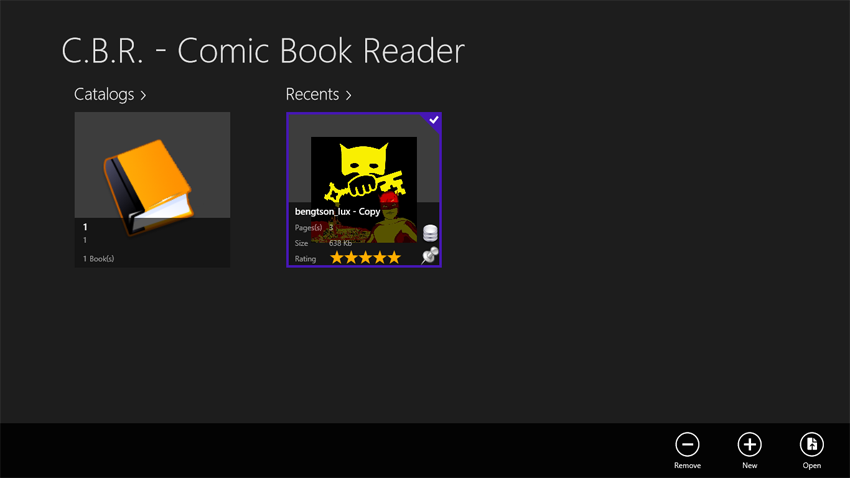 C.B.R. - Comic Book Reader
Catalogs >
Recents >
1
1
1 Book(s)
bengtson_lux - Copy
Pages(s) 3
Size 638 Kb
Rating
Remove
New
Open